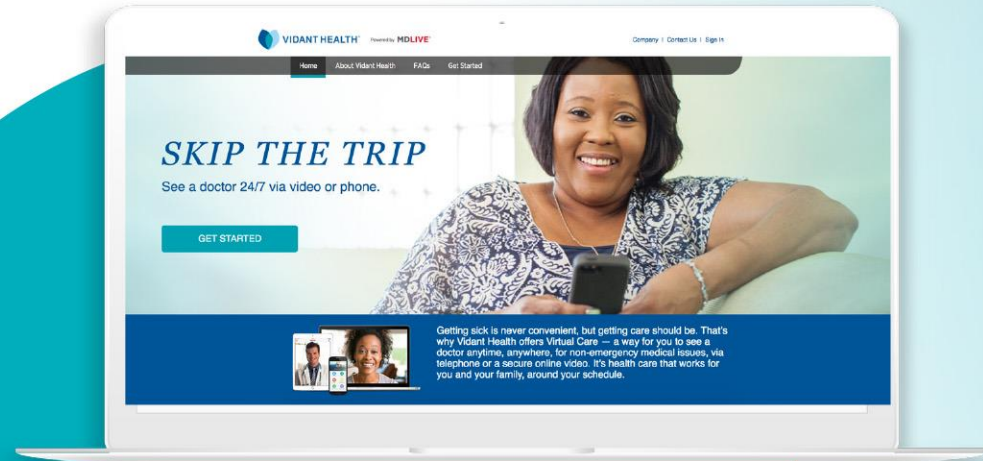 VIDANT HEALTH™ Powered by MDLIVE®
Company | Contact Us | Sign In
Home About Vidant Health FAQs Get Started
SKIP THE TRIP
See a doctor 24/7 via video or phone.
GET STARTED
Getting sick is never convenient, but getting care should be. That's
why Vidant Health offers Virtual Care — a way for you to see a
doctor anytime, anywhere, for non-emergency medical issues, via
telephone or a secure online video. It's health care that works for
you and your family, around your schedule.